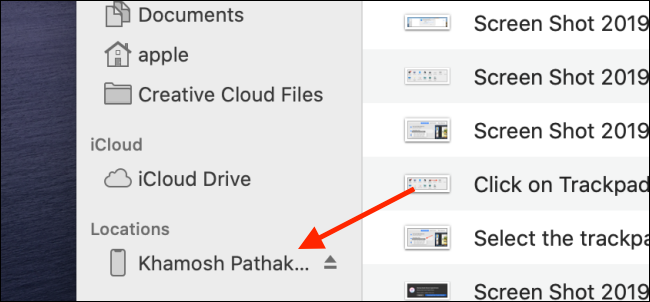 Documents
apple
Creative Cloud Files
iCloud
iCloud Drive
Locations
Khamosh Pathak...
Screen Shot 2019
Screen Shot 2019
Screen Shot 2019
Click on Trackpad
Select the trackpa
Screen Shot 2019